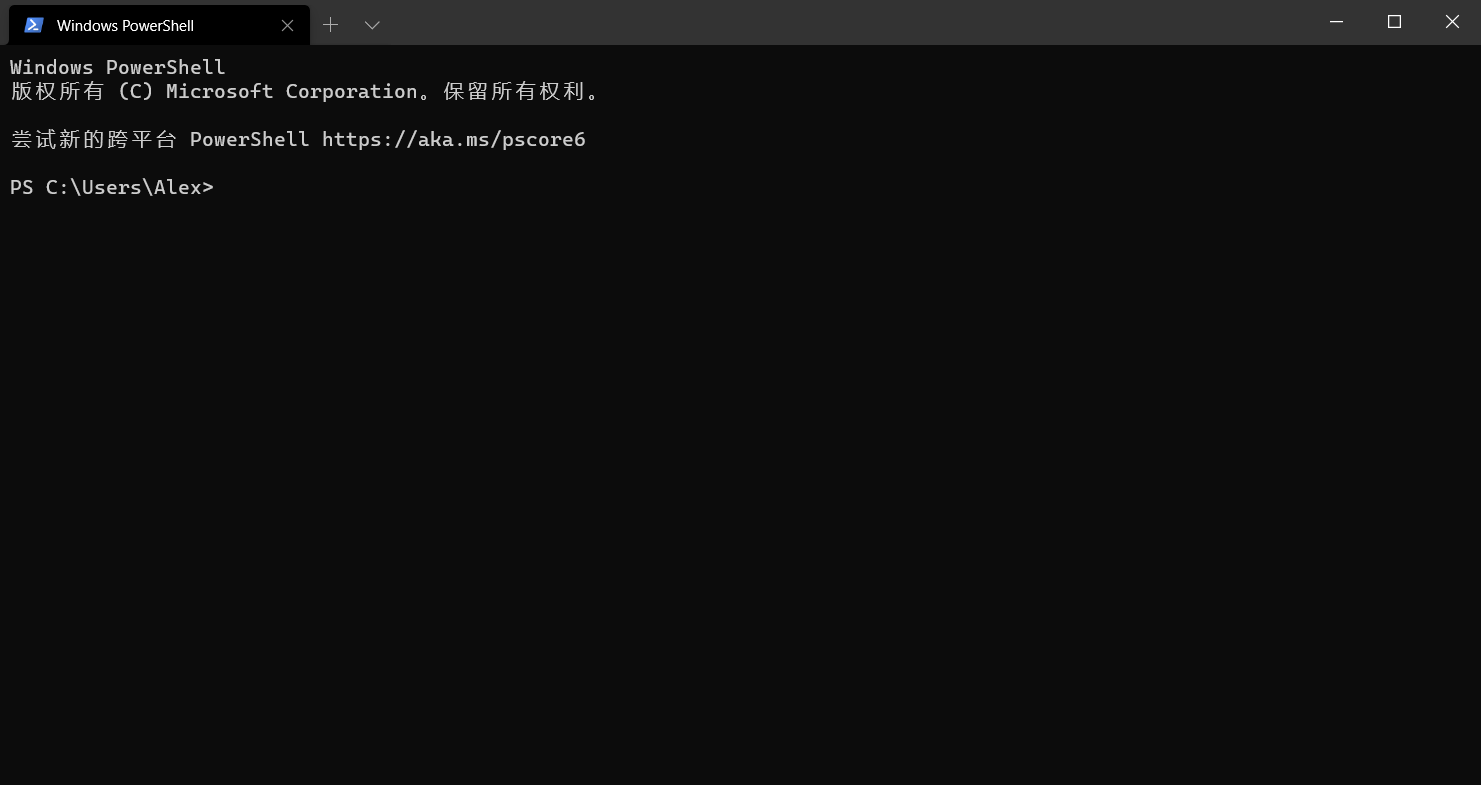 Windows PowerShell
Windows PowerShell
版权所有 (C) Microsoft Corporation。保留所有权利。
尝试新的跨平台 PowerShell https://aka.ms/pscore6
PS C:\Users\Alex>